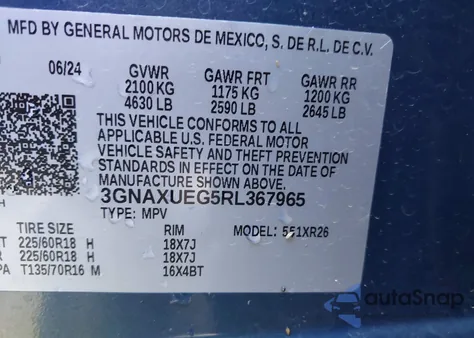 MFD BY GENERAL MOTORS DE MEXICO, S. DE R.L. DE C.V.
06/24 GVWR GAWR FRT GAWR RR
2100 KG 1175 KG 1200 KG
4630 LB 2590 LB 2645 LB
THIS VEHICLE CONFORMS TO ALL
APPLICABLE U.S. FEDERAL MOTOR
VEHICLE SAFETY AND THEFT PREVENTION
STANDARDS IN EFFECT ON THE DATE OF
MANUFACTURE SHOWN ABOVE.
3GNAXUEG5RL367965
TYPE: MPV MODEL: 551XR26
TIRE SIZE RIM
T 225/60R18 H 18X7J
R 225/60R18 H 18X7J
PA T135/70R16 M 16X4BT
autoSnap